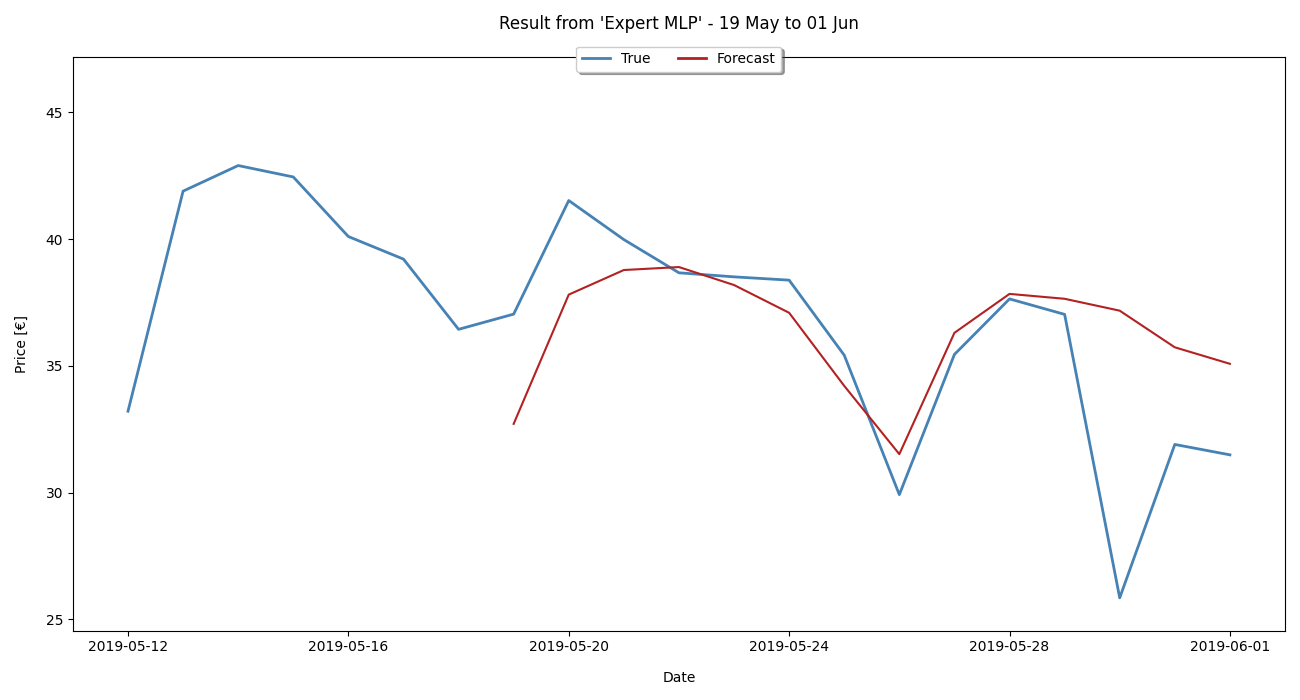 Result from 'Expert MLP' - 19 May to 01 Jun
True Forecast
45
40
35
30
25
Price [€]
2019-05-12 2019-05-16 2019-05-20 2019-05-24 2019-05-28 2019-06-01
Date